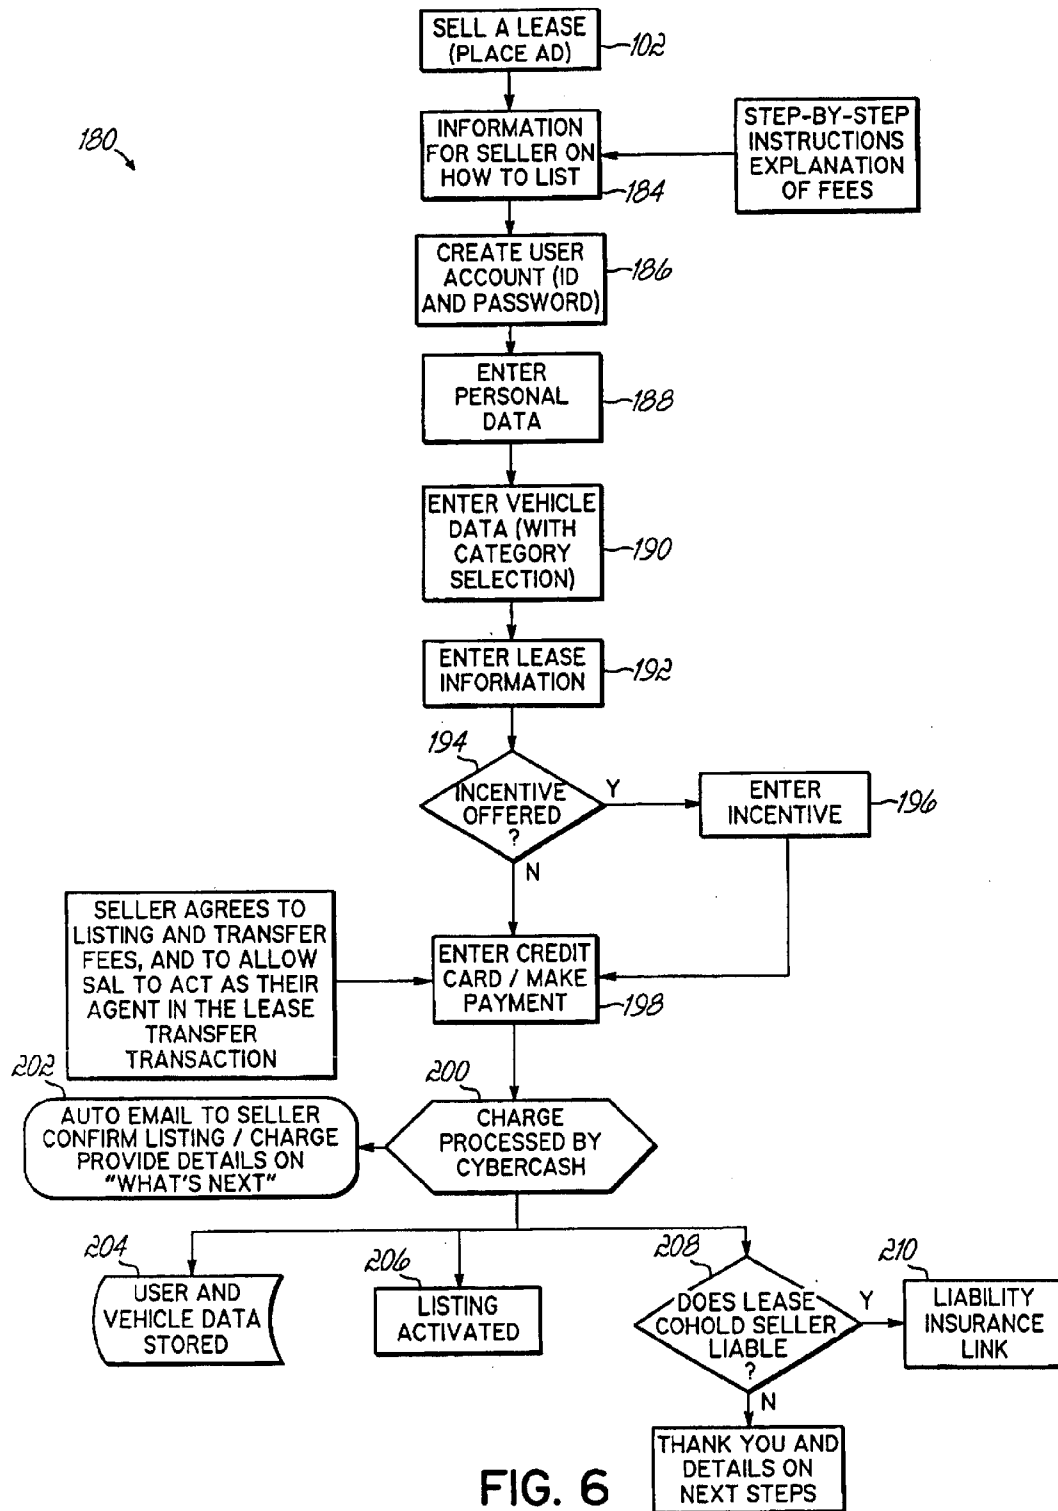 SELL A LEASE
(PLACE AD)
102
180
INFORMATION
FOR SELLER ON
HOW TO LIST
184
STEP-BY-STEP
INSTRUCTIONS
EXPLANATION
OF FEES
CREATE USER
ACCOUNT (ID
AND PASSWORD)
186
ENTER
PERSONAL
DATA
188
ENTER VEHICLE
DATA (WITH
CATEGORY
SELECTION)
190
ENTER LEASE
INFORMATION
192
194
INCENTIVE
OFFERED
?
Y
N
ENTER
INCENTIVE
196
SELLER AGREES TO
LISTING AND TRANSFER
FEES, AND TO ALLOW
SAL TO ACT AS THEIR
AGENT IN THE LEASE
TRANSFER
TRANSACTION
ENTER CREDIT
CARD / MAKE
PAYMENT
198
202
AUTO EMAIL TO SELLER
CONFIRM LISTING / CHARGE
PROVIDE DETAILS ON
"WHAT'S NEXT"
200
CHARGE
PROCESSED BY
CYBERCASH
204
USER AND
VEHICLE DATA
STORED
206
LISTING
ACTIVATED
208
DOES LEASE
COHOLD SELLER
LIABLE
?
Y
N
210
LIABILITY
INSURANCE
LINK
THANK YOU AND
DETAILS ON
NEXT STEPS
FIG. 6